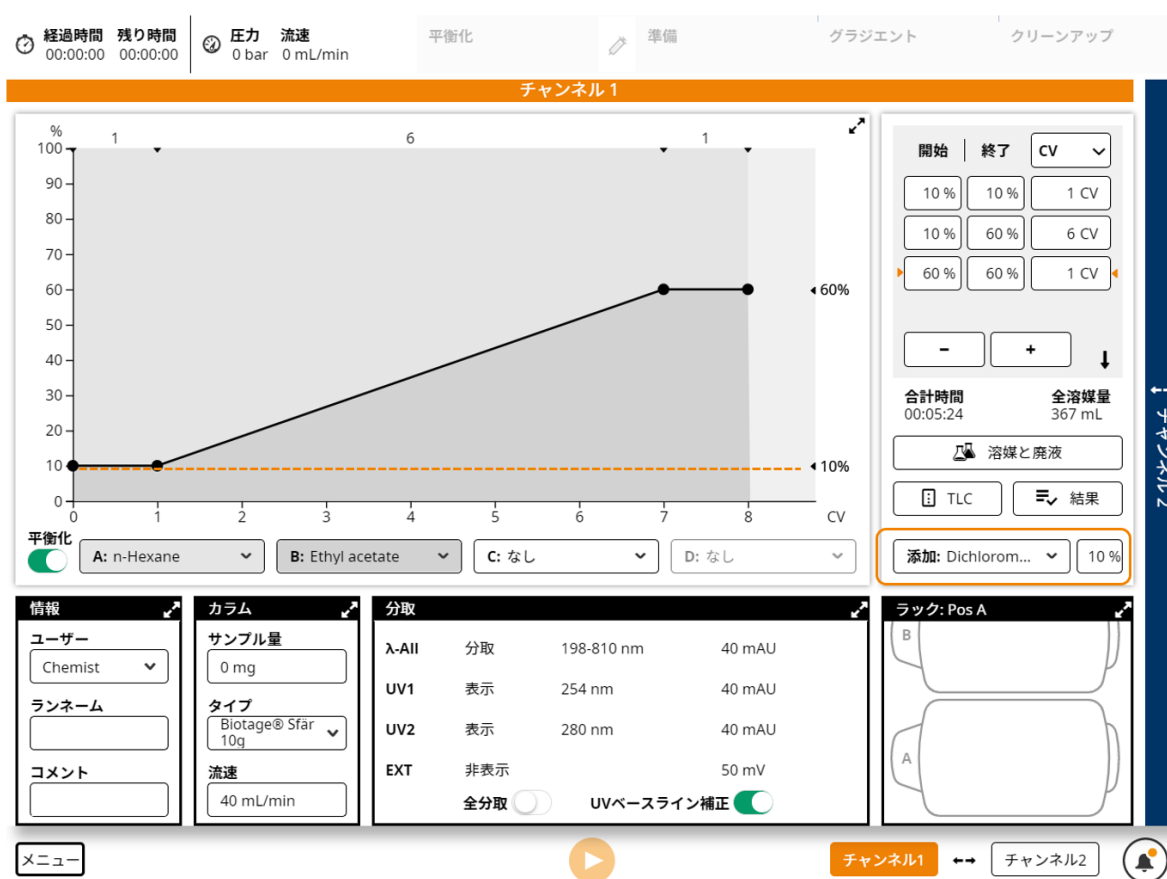 経過時間 残り時間 圧力 流速
00:00:00 00:00:00 0 bar 0 mL/min
平衡化 準備 グラジエント クリーンアップ
チャンネル 1
%
1 6 1
100
90
80
70
60
50
40
30
20
10
0
60%
10%
0 1 2 3 4 5 6 7 8 CV
平衡化
A: n-Hexane
B: Ethyl acetate
C: なし
D: なし
開始 終了 CV
10 % 10 % 1 CV
10 % 60 % 6 CV
60 % 60 % 1 CV
- +
合計時間 全溶媒量
00:05:24 367 mL
溶媒と廃液
TLC 結果
添加: Dichlorom... 10 %
チャンネル 2
情報
ユーザー
Chemist
ランネーム
コメント
カラム
サンプル量
0 mg
タイプ
Biotage® Sfär
10g
流速
40 mL/min
分取
λ-All 分取 198-810 nm 40 mAU
UV1 表示 254 nm 40 mAU
UV2 表示 280 nm 40 mAU
EXT 非表示 50 mV
全分取 UVベースライン補正
ラック: Pos A
B
A
メニュー
チャンネル1 チャンネル2